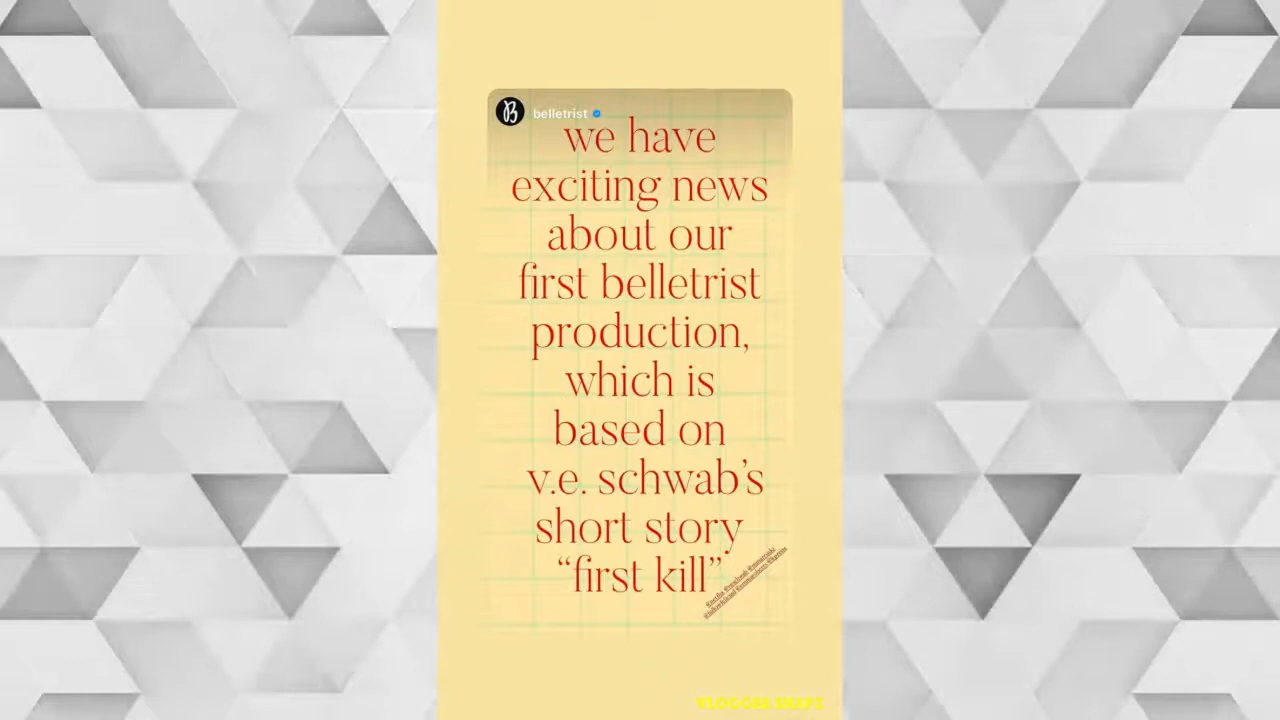 belletrist
we have
exciting news
about our
first belletrist
production,
which is
based on
v.e. schwab’s
short story
“first kill”